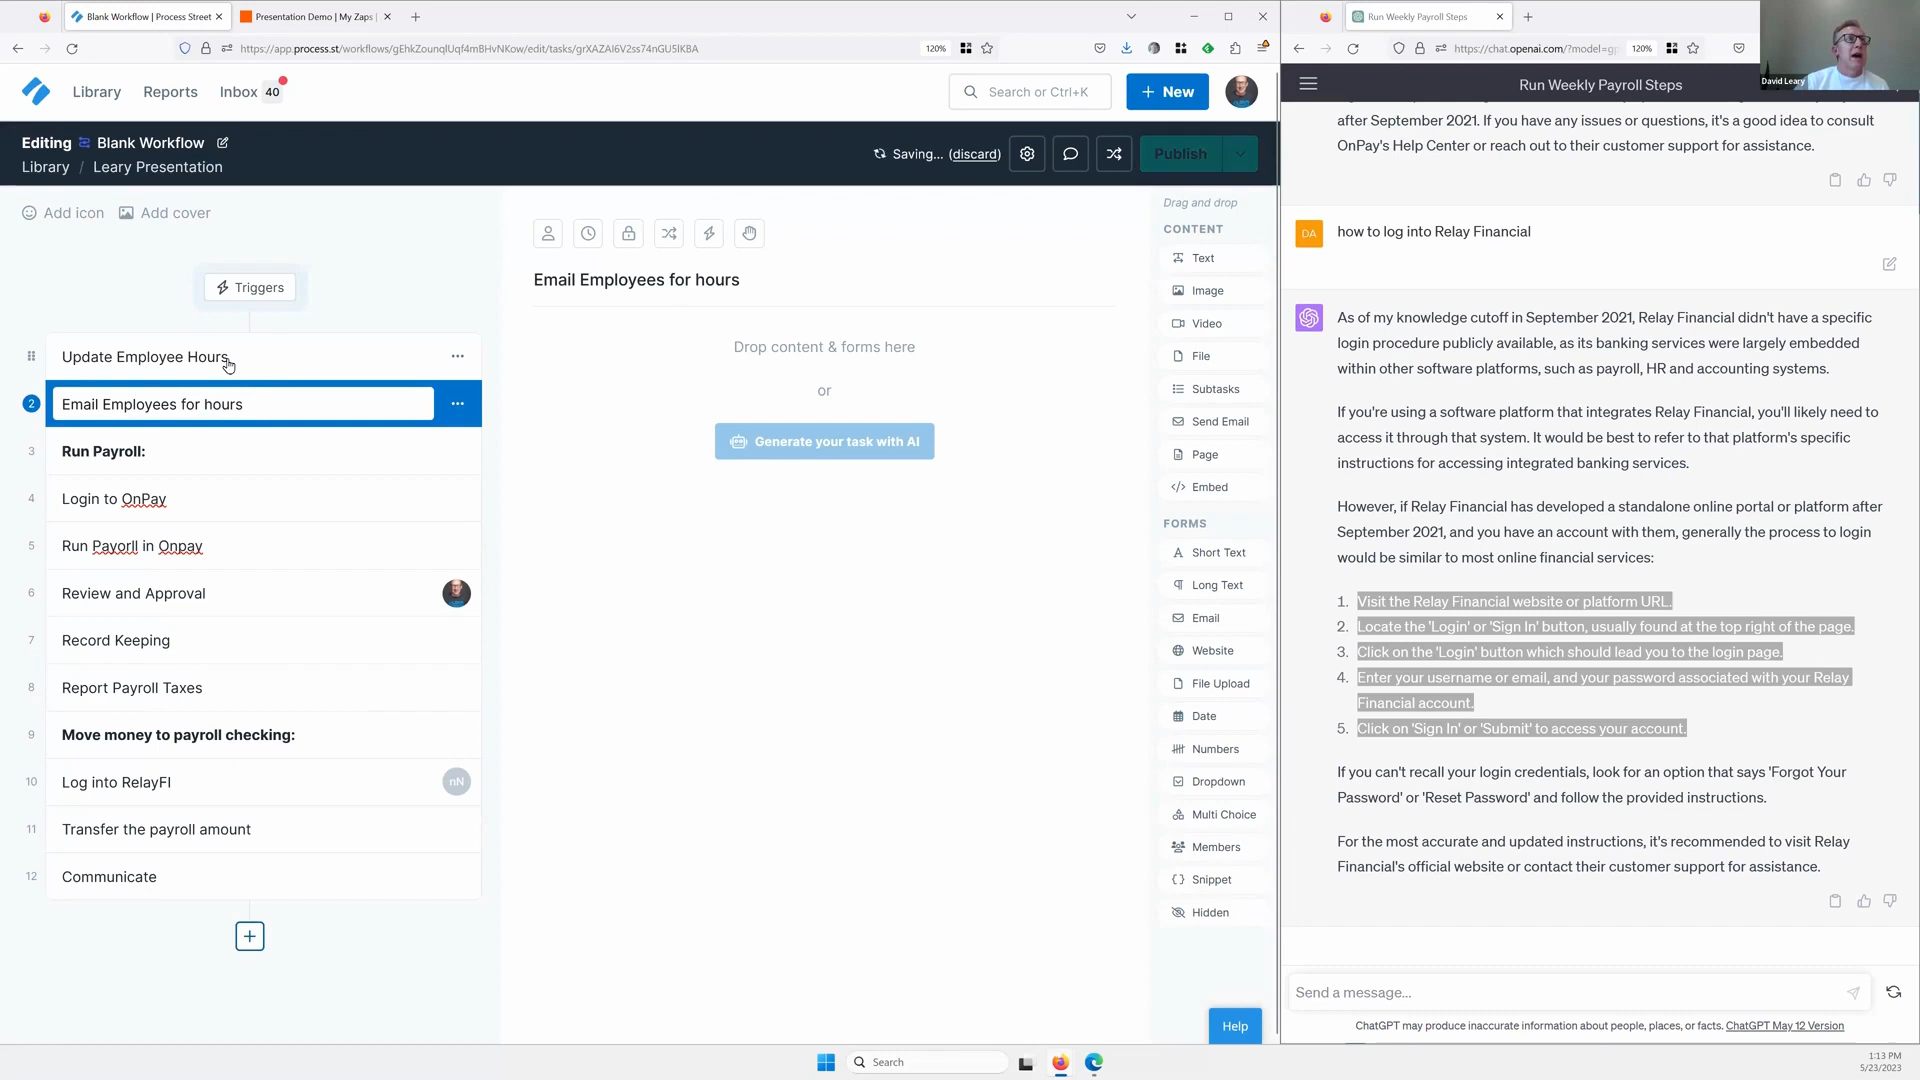 Blank Workflow | Process Street
Presentation Demo | My Zaps |
https://app.process.st/workflows/gEhkZounqlUqf4mBHvNKow/edit/tasks/grXAZAI6V2ss74nGU5lKBA
120%
Library
Reports
Inbox 40
Search or Ctrl+K
+ New
Editing Blank Workflow
Library / Leary Presentation
Saving... (discard)
Publish
Add icon
Add cover
Triggers
Update Employee Hours
2 Email Employees for hours
3 Run Payroll:
4 Login to OnPay
5 Run Payorll in Onpay
6 Review and Approval
7 Record Keeping
8 Report Payroll Taxes
9 Move money to payroll checking:
10 Log into RelayFI nN
11 Transfer the payroll amount
12 Communicate
Email Employees for hours
Drop content & forms here
or
Generate your task with AI
Drag and drop
CONTENT
Text
Image
Video
File
Subtasks
Send Email
Page
Embed
FORMS
Short Text
Long Text
Email
Website
File Upload
Date
Numbers
Dropdown
Multi Choice
Members
Snippet
Hidden
Help
Run Weekly Payroll Steps
https://chat.openai.com/?model=gp
120%
David Leary
Run Weekly Payroll Steps
after September 2021. If you have any issues or questions, it's a good idea to consult
OnPay's Help Center or reach out to their customer support for assistance.
DA how to log into Relay Financial
As of my knowledge cutoff in September 2021, Relay Financial didn't have a specific
login procedure publicly available, as its banking services were largely embedded
within other software platforms, such as payroll, HR and accounting systems.
If you're using a software platform that integrates Relay Financial, you'll likely need to
access it through that system. It would be best to refer to that platform's specific
instructions for accessing integrated banking services.
However, if Relay Financial has developed a standalone online portal or platform after
September 2021, and you have an account with them, generally the process to login
would be similar to most online financial services:
1. Visit the Relay Financial website or platform URL.
2. Locate the 'Login' or 'Sign In' button, usually found at the top right of the page.
3. Click on the 'Login' button which should lead you to the login page.
4. Enter your username or email, and your password associated with your Relay
Financial account.
5. Click on 'Sign In' or 'Submit' to access your account.
If you can't recall your login credentials, look for an option that says 'Forgot Your
Password' or 'Reset Password' and follow the provided instructions.
For the most accurate and updated instructions, it's recommended to visit Relay
Financial's official website or contact their customer support for assistance.
Send a message...
ChatGPT may produce inaccurate information about people, places, or facts. ChatGPT May 12 Version
Search
1:13 PM
5/23/2023